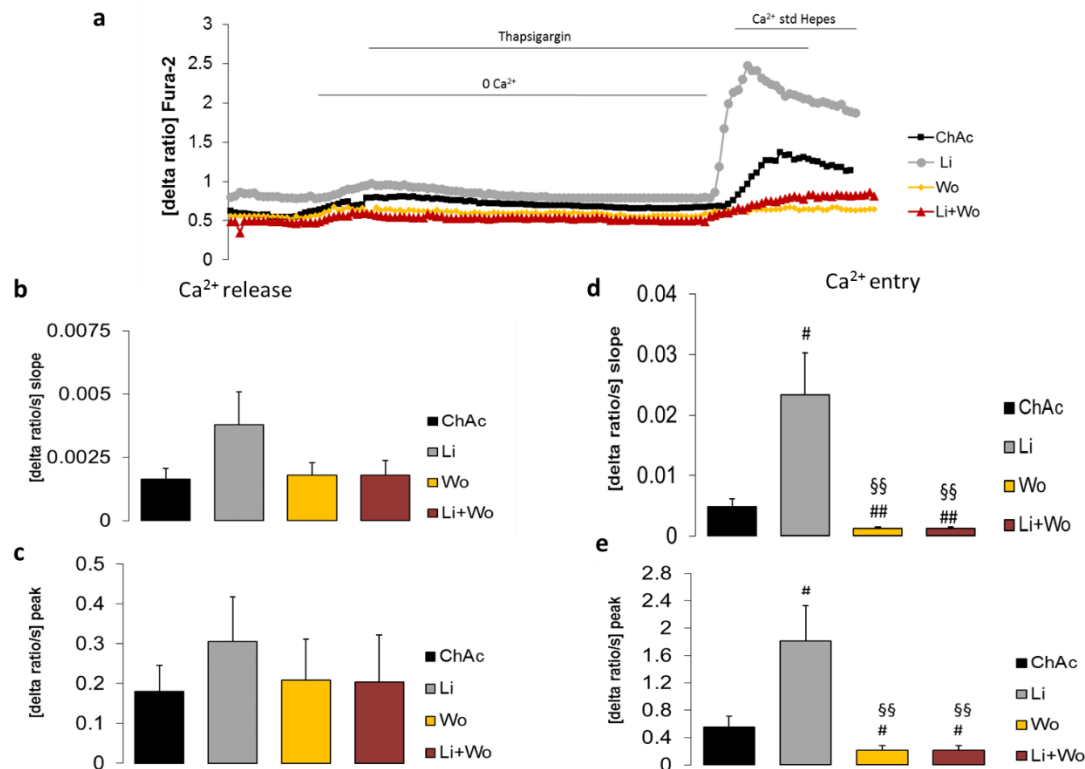 a
[delta ratio] Fura-2
3
2.5
2
1.5
1
0.5
0
Ca²⁺ std Hepes
Thapsigargin
0 Ca²⁺
ChAc
Li
Wo
Li+Wo
b
Ca²⁺ release
[delta ratio/s] slope
0.0075
0.005
0.0025
0
ChAc
Li
Wo
Li+Wo
c
[delta ratio/s] peak
0.5
0.4
0.3
0.2
0.1
0
ChAc
Li
Wo
Li+Wo
d
Ca²⁺ entry
[delta ratio/s] slope
0.04
0.03
0.02
0.01
0
#
§§
##
§§
##
ChAc
Li
Wo
Li+Wo
e
[delta ratio/s] peak
2.8
2.4
2
1.6
1.2
0.8
0.4
0
#
§§
#
§§
#
ChAc
Li
Wo
Li+Wo